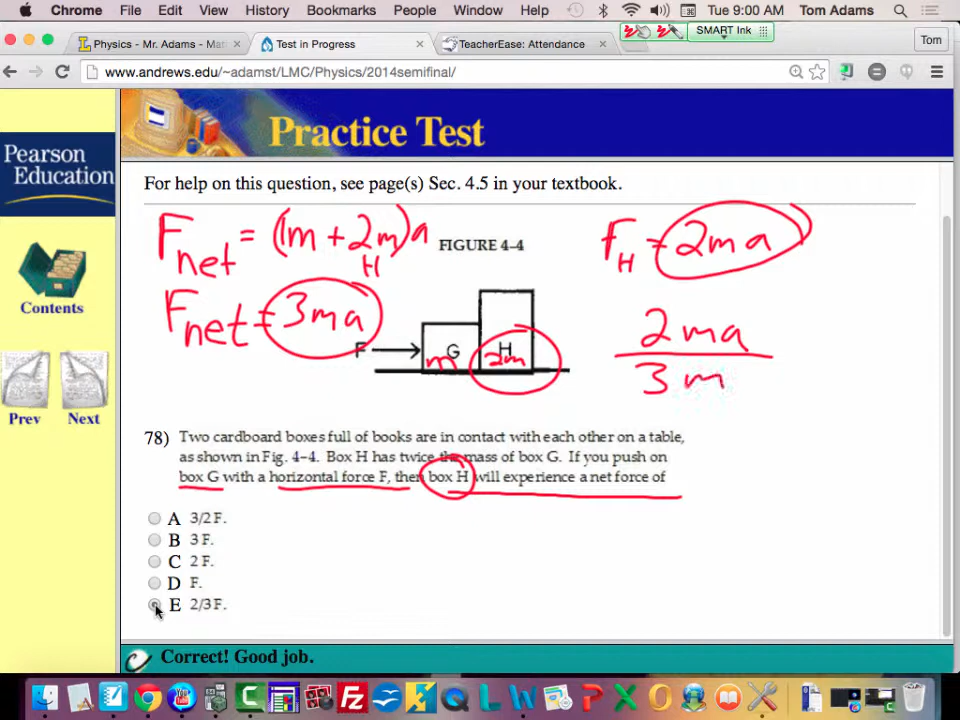 Chrome File Edit View History Bookmarks People Window Help Tue 9:00 AM Tom Adams
Physics - Mr. Adams - Ma
Test in Progress
TeacherEase: Attendance
SMART Ink
Tom
www.andrews.edu/~adamst/LMC/Physics/2014semifinal/
Pearson
Education
Practice Test
For help on this question, see page(s) Sec. 4.5 in your textbook.
Fnet = (1m + 2m)a
H
FIGURE 4-4
FH = 2ma
Fnet = 3ma
F
G
m
H
2m
2ma
3m
Contents
Prev
Next
78) Two cardboard boxes full of books are in contact with each other on a table,
as shown in Fig. 4-4. Box H has twice the mass of box G. If you push on
box G with a horizontal force F, then box H will experience a net force of
A 3/2 F.
B 3 F.
C 2 F.
D F.
E 2/3 F.
Correct! Good job.